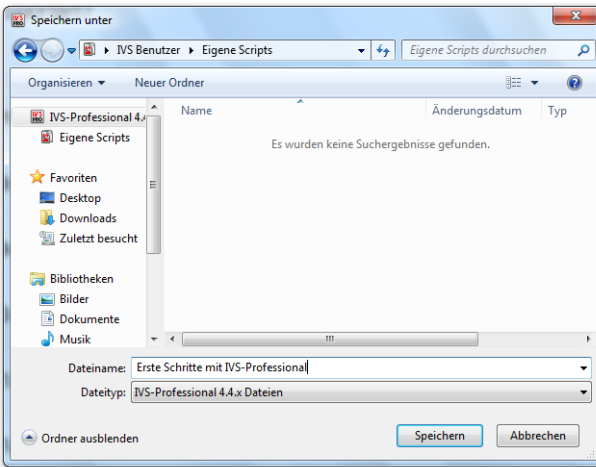 Speichern unter
IVS Benutzer Eigene Scripts
Eigene Scripts durchsuchen
Organisieren Neuer Ordner
IVS-Professional 4.4
Name Änderungsdatum Typ
Eigene Scripts
Es wurden keine Suchergebnisse gefunden.
Favoriten
Desktop
Downloads
Zuletzt besucht
Bibliotheken
Bilder
Dokumente
Musik
Dateiname: Erste Schritte mit IVS-Professional
Dateityp: IVS-Professional 4.4.x Dateien
Ordner ausblenden
Speichern Abbrechen